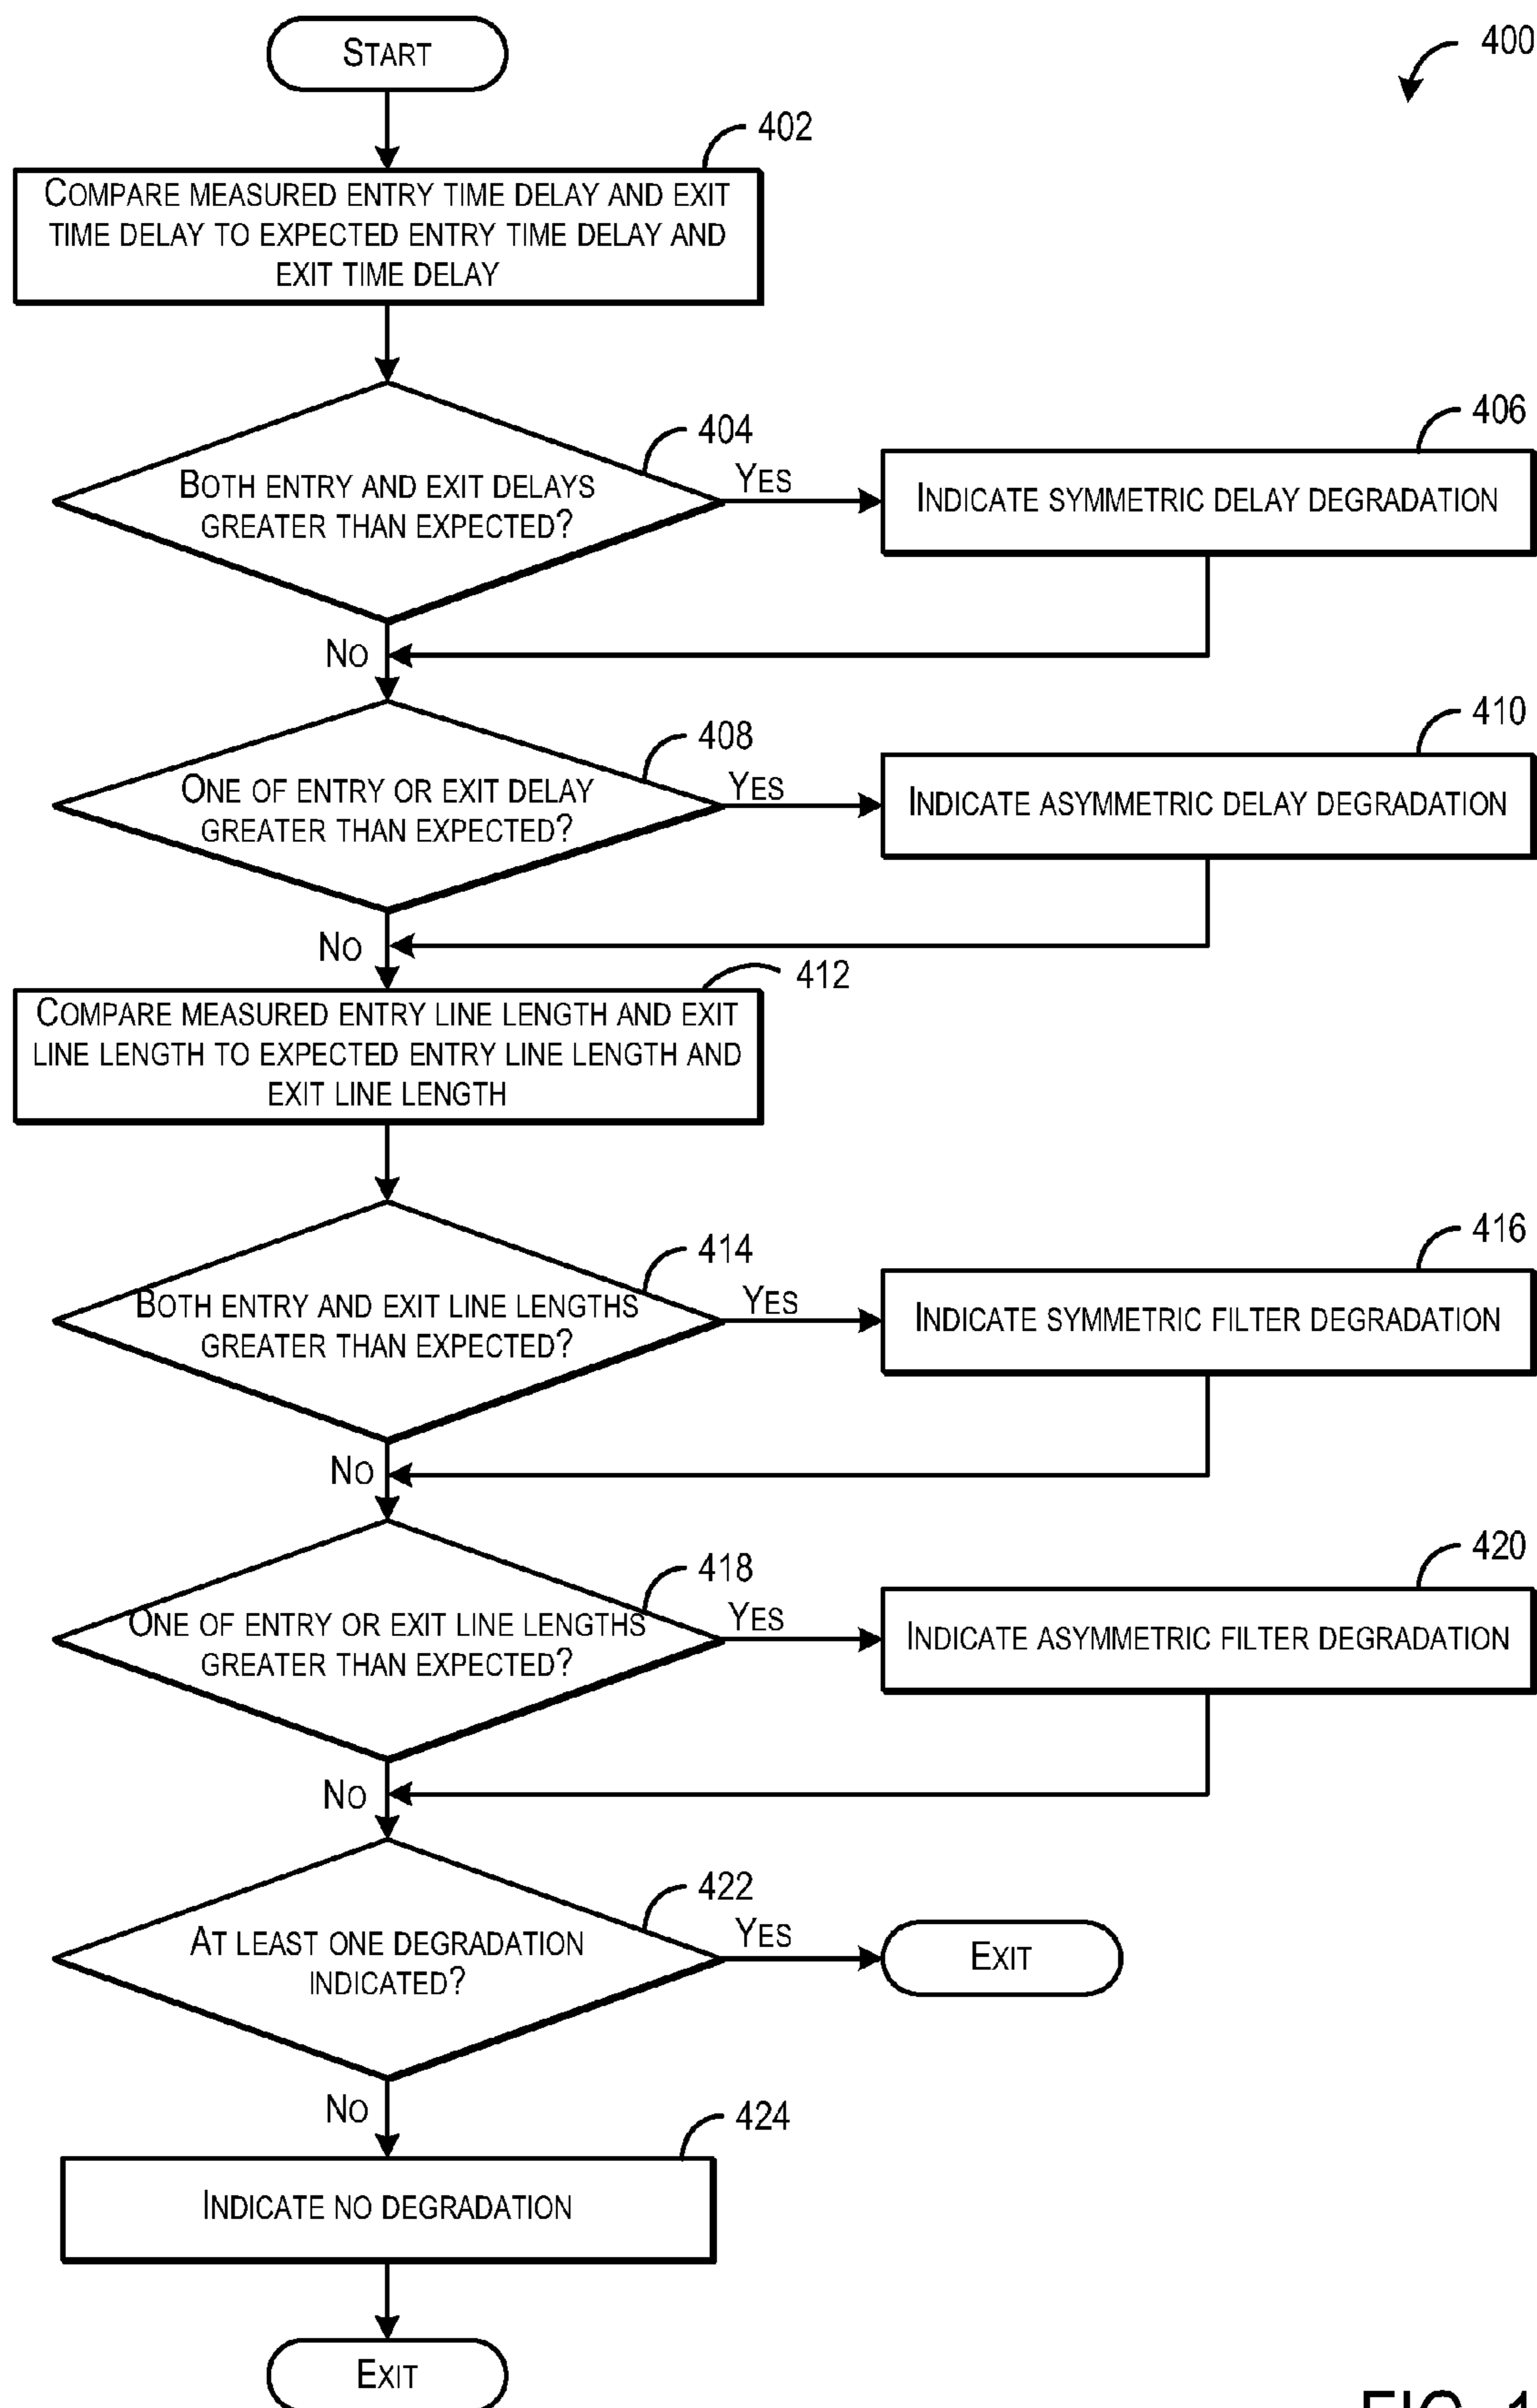 START
400
402
COMPARE MEASURED ENTRY TIME DELAY AND EXIT
TIME DELAY TO EXPECTED ENTRY TIME DELAY AND
EXIT TIME DELAY
404
BOTH ENTRY AND EXIT DELAYS
GREATER THAN EXPECTED?
YES
406
INDICATE SYMMETRIC DELAY DEGRADATION
NO
408
ONE OF ENTRY OR EXIT DELAY
GREATER THAN EXPECTED?
YES
410
INDICATE ASYMMETRIC DELAY DEGRADATION
NO
412
COMPARE MEASURED ENTRY LINE LENGTH AND EXIT
LINE LENGTH TO EXPECTED ENTRY LINE LENGTH AND
EXIT LINE LENGTH
414
BOTH ENTRY AND EXIT LINE LENGTHS
GREATER THAN EXPECTED?
YES
416
INDICATE SYMMETRIC FILTER DEGRADATION
NO
418
ONE OF ENTRY OR EXIT LINE LENGTHS
GREATER THAN EXPECTED?
YES
420
INDICATE ASYMMETRIC FILTER DEGRADATION
NO
422
AT LEAST ONE DEGRADATION
INDICATED?
YES
EXIT
NO
424
INDICATE NO DEGRADATION
EXIT